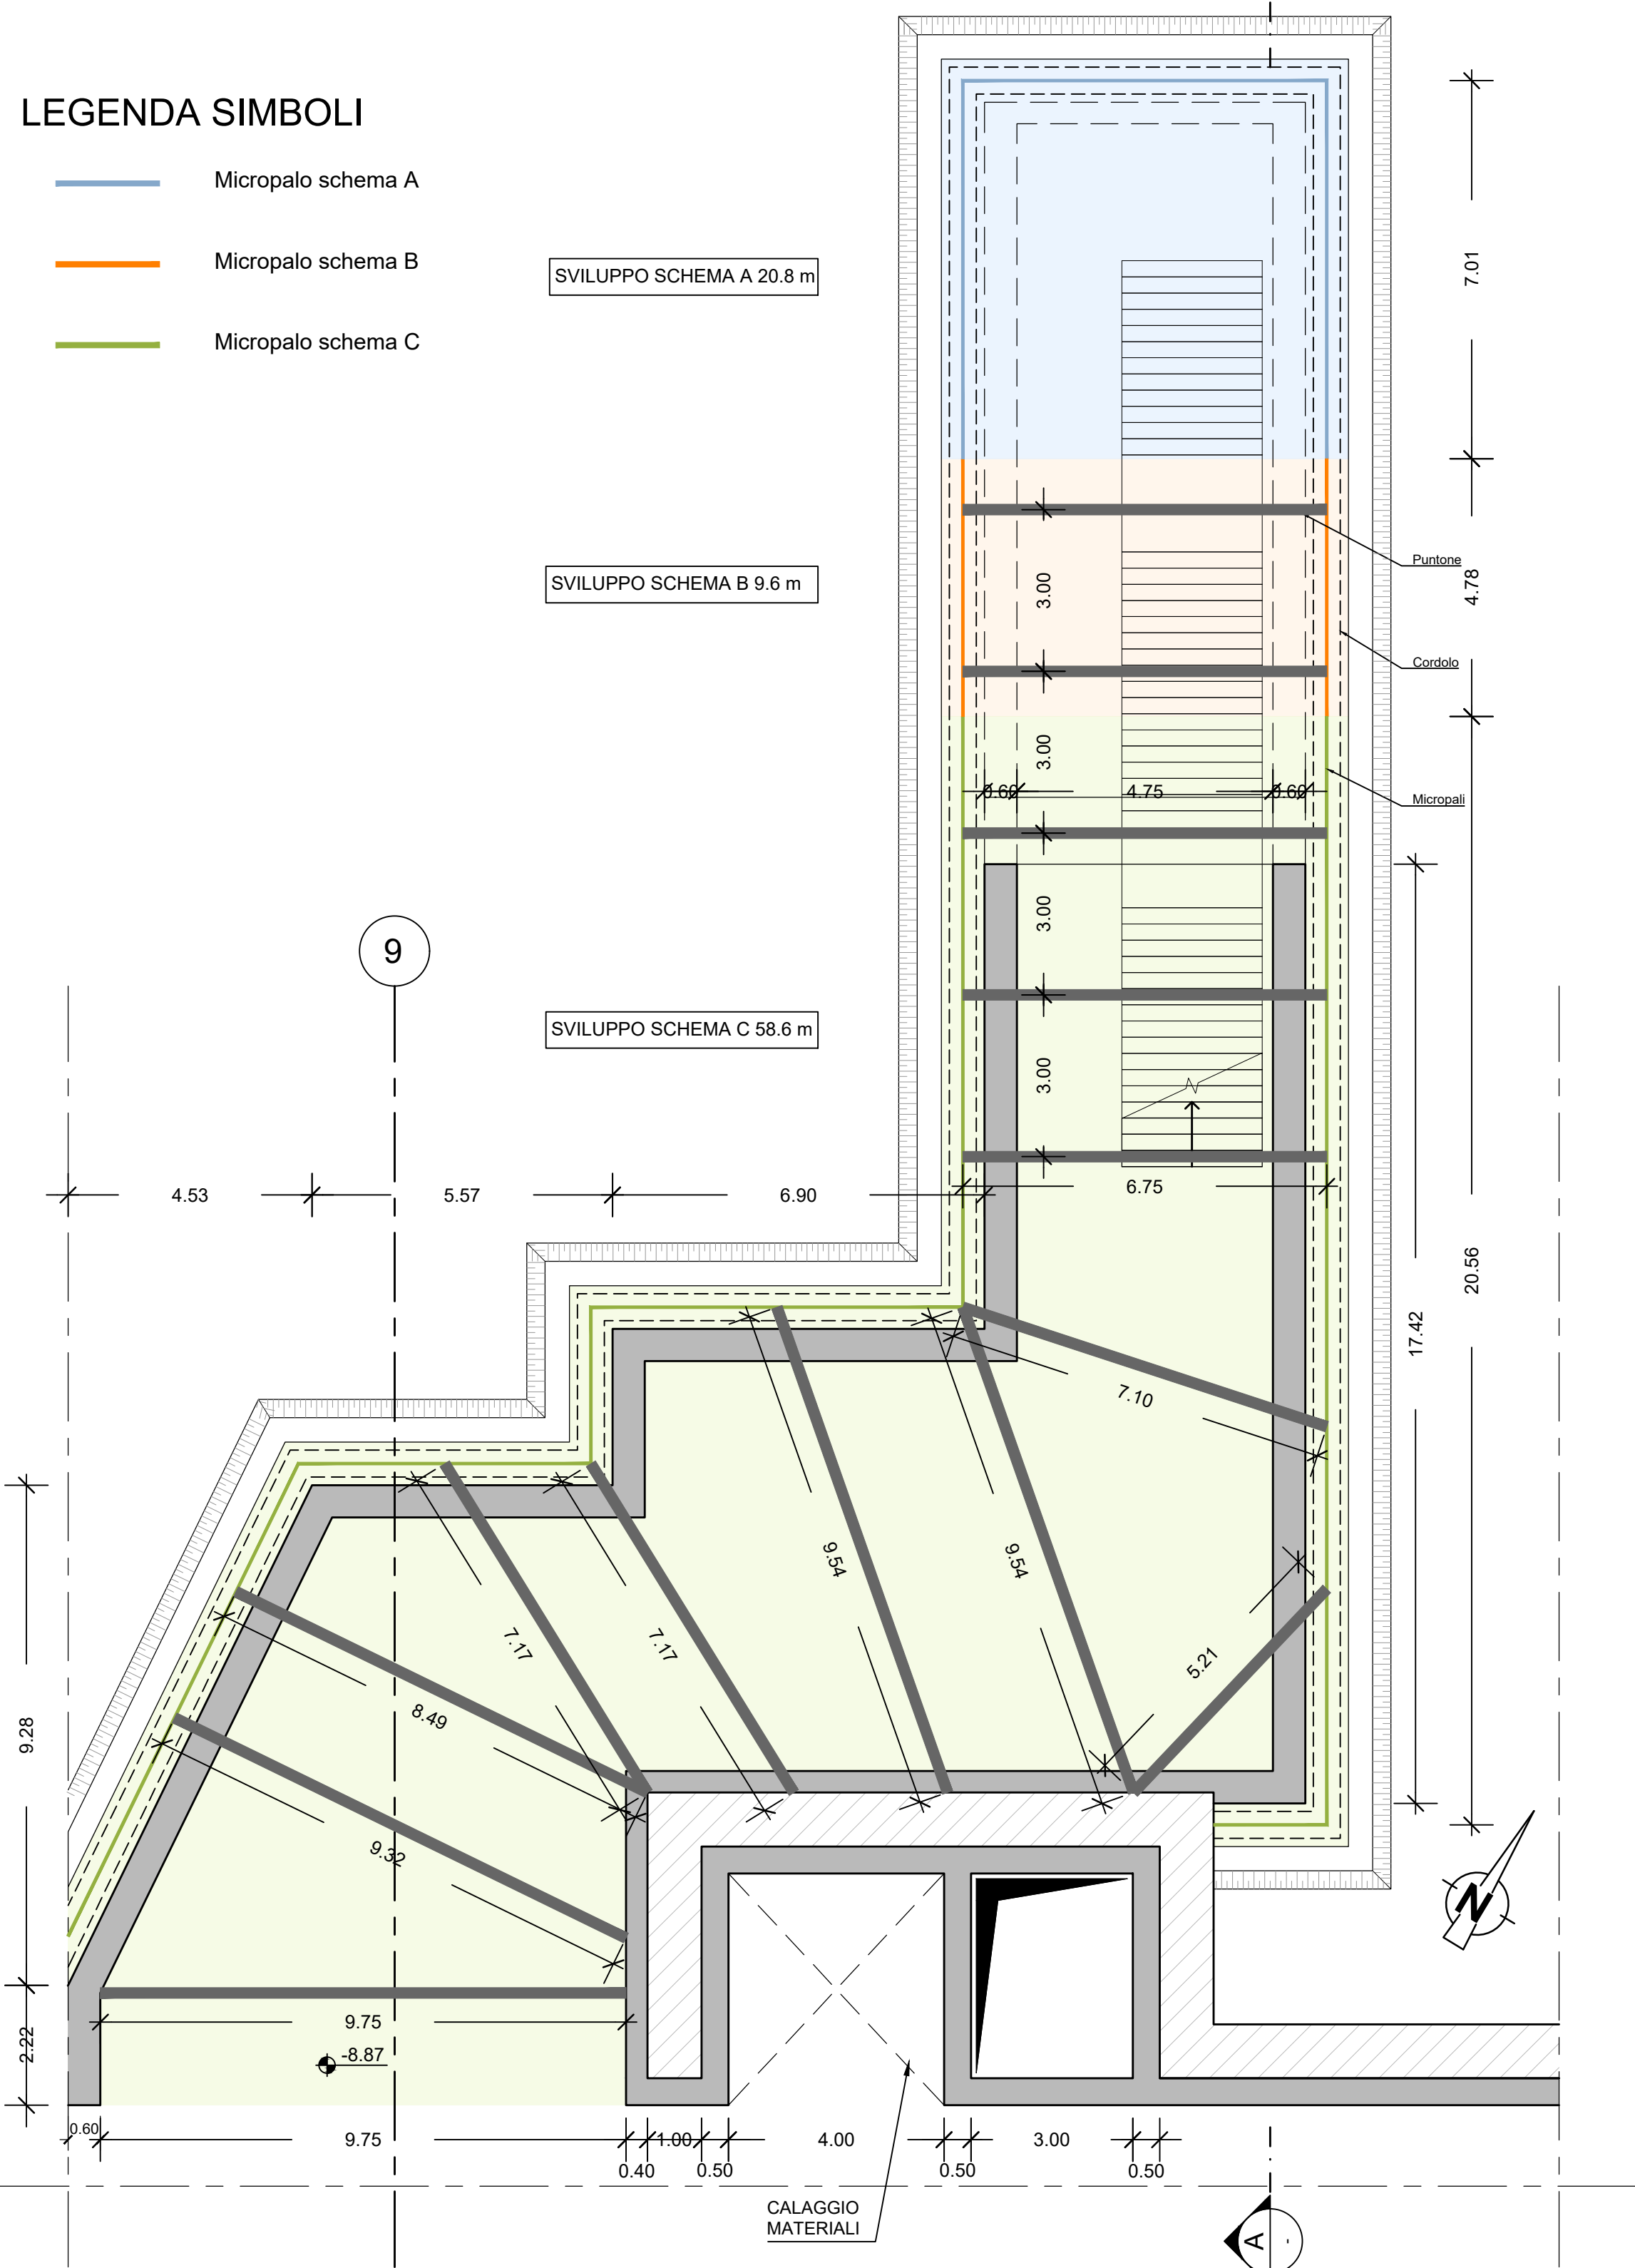 LEGENDA SIMBOLI
Micropalo schema A
Micropalo schema B
Micropalo schema C
SVILUPPO SCHEMA A 20.8 m
7.01
Puntone
SVILUPPO SCHEMA B 9.6 m
3.00
4.78
Cordolo
3.00
0.60
4.75
0.60
Micropali
3.00
9
SVILUPPO SCHEMA C 58.6 m
3.00
4.53
5.57
6.90
6.75
20.56
17.42
7.10
9.54
9.54
7.17
7.17
5.21
8.49
9.28
9.32
N
9.75
-8.87
2.22
0.60
9.75
1.00
4.00
3.00
0.40
0.50
0.50
0.50
CALAGGIO
MATERIALI
A
-